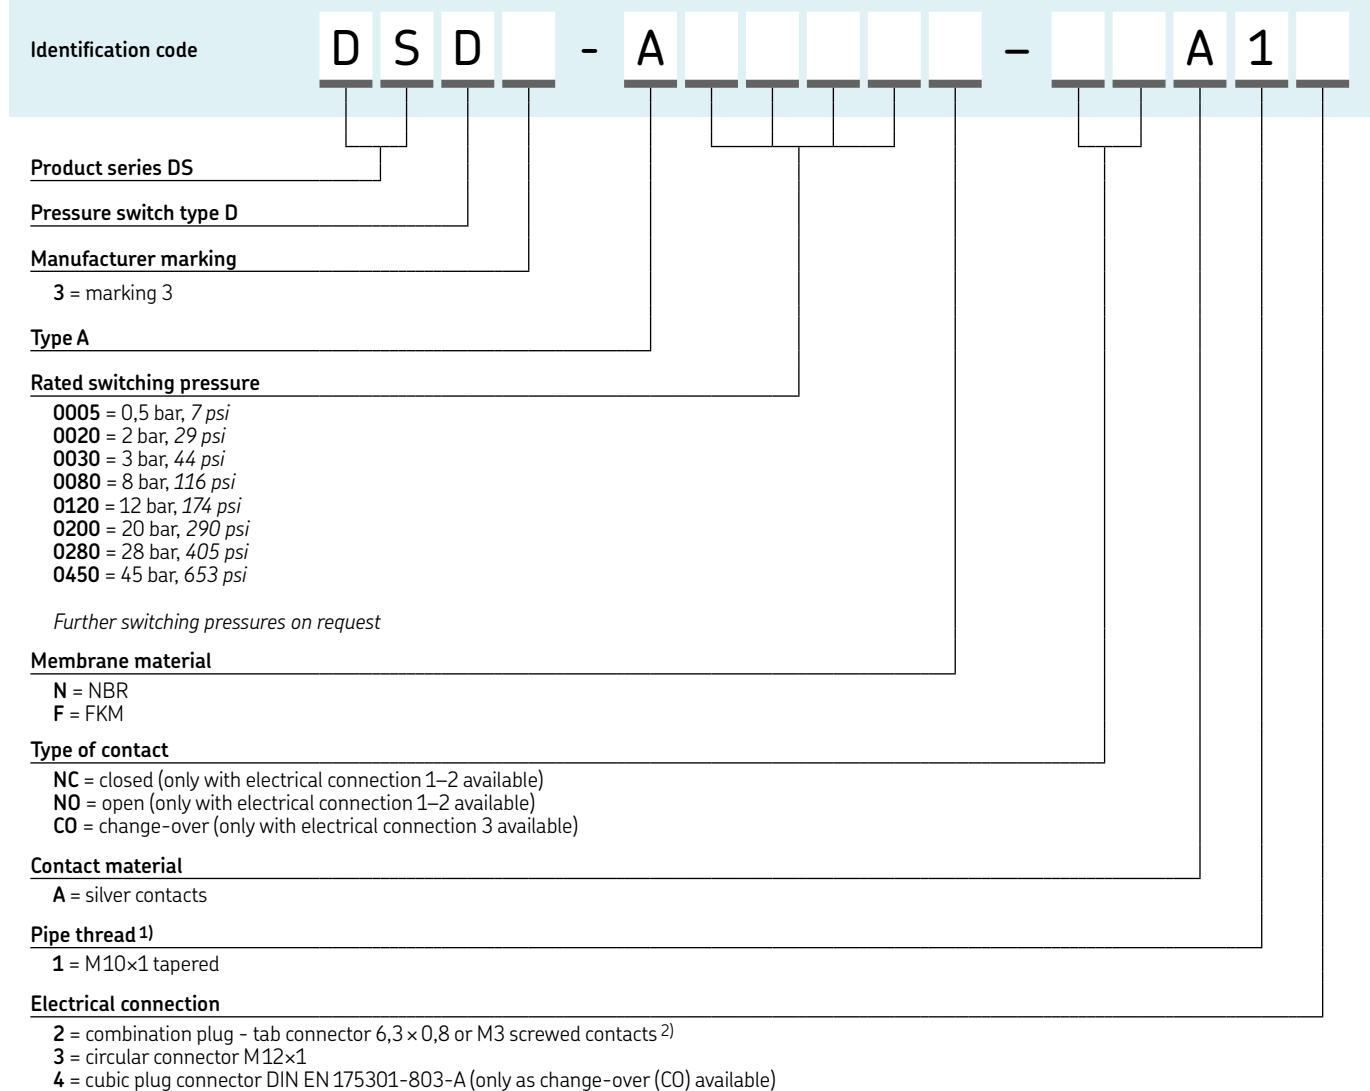 Identification code D S D - A – A 1
Product series DS
Pressure switch type D
Manufacturer marking
3 = marking 3
Type A
Rated switching pressure
0005 = 0,5 bar, 7 psi
0020 = 2 bar, 29 psi
0030 = 3 bar, 44 psi
0080 = 8 bar, 116 psi
0120 = 12 bar, 174 psi
0200 = 20 bar, 290 psi
0280 = 28 bar, 405 psi
0450 = 45 bar, 653 psi
Further switching pressures on request
Membrane material
N = NBR
F = FKM
Type of contact
NC = closed (only with electrical connection 1–2 available)
NO = open (only with electrical connection 1–2 available)
CO = change-over (only with electrical connection 3 available)
Contact material
A = silver contacts
Pipe thread 1)
1 = M10×1 tapered
Electrical connection
2 = combination plug - tab connector 6,3 × 0,8 or M3 screwed contacts 2)
3 = circular connector M12×1
4 = cubic plug connector DIN EN 175301-803-A (only as change-over (CO) available)